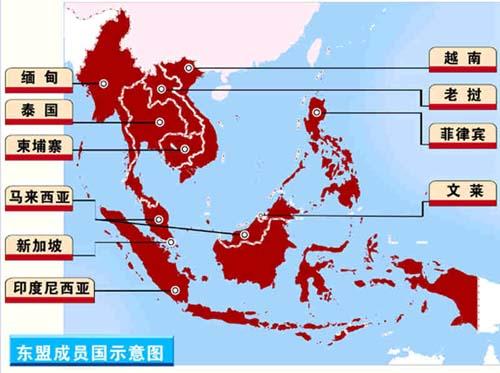 缅甸
泰国
柬埔寨
马来西亚
新加坡
印度尼西亚
越南
老挝
菲律宾
文莱
东盟成员国示意图